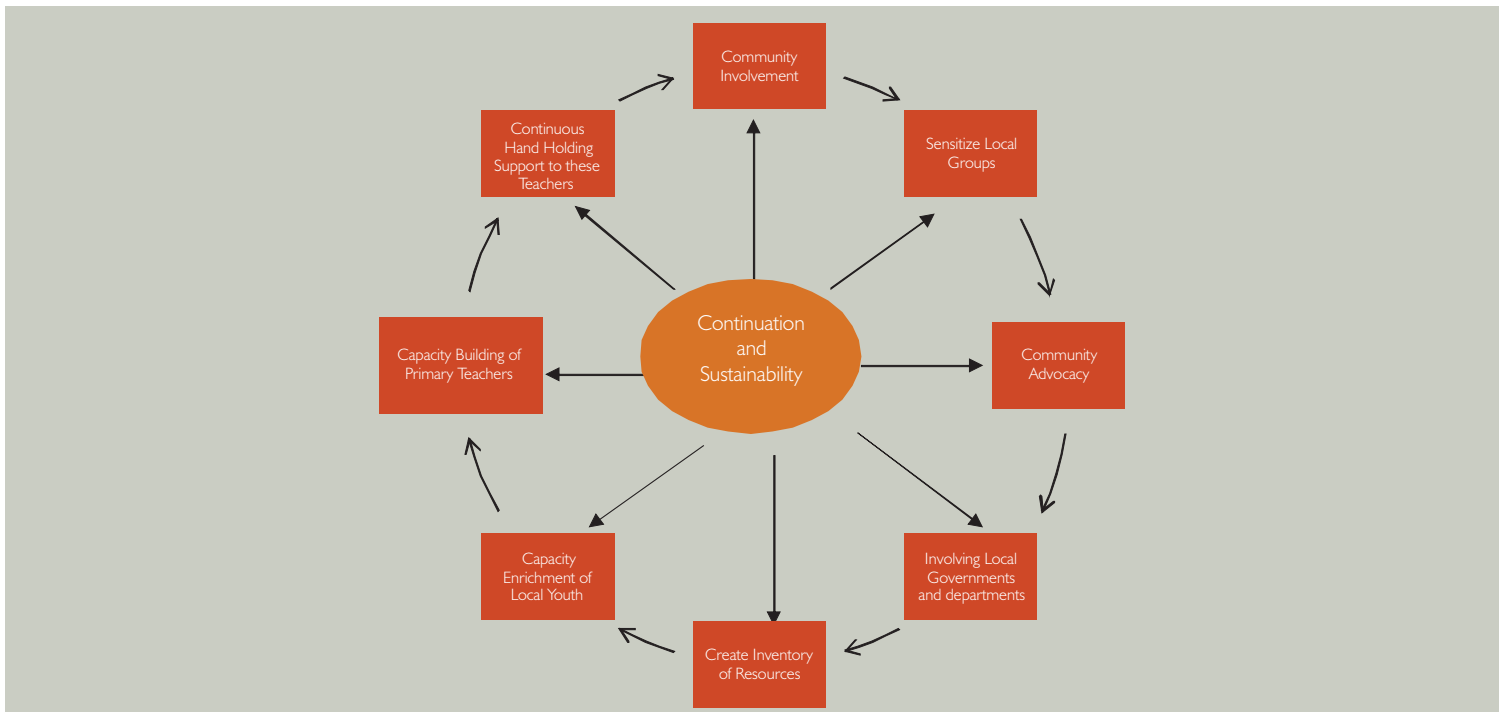 Community
Involvement
Sensitize Local
Groups
Community
Advocacy
Involving Local
Governments
and departments
Create Inventory
of Resources
Capacity
Enrichment of
Local Youth
Capacity Building of
Primary Teachers
Continuous
Hand Holding
Support to these
Teachers
Continuation
and
Sustainability